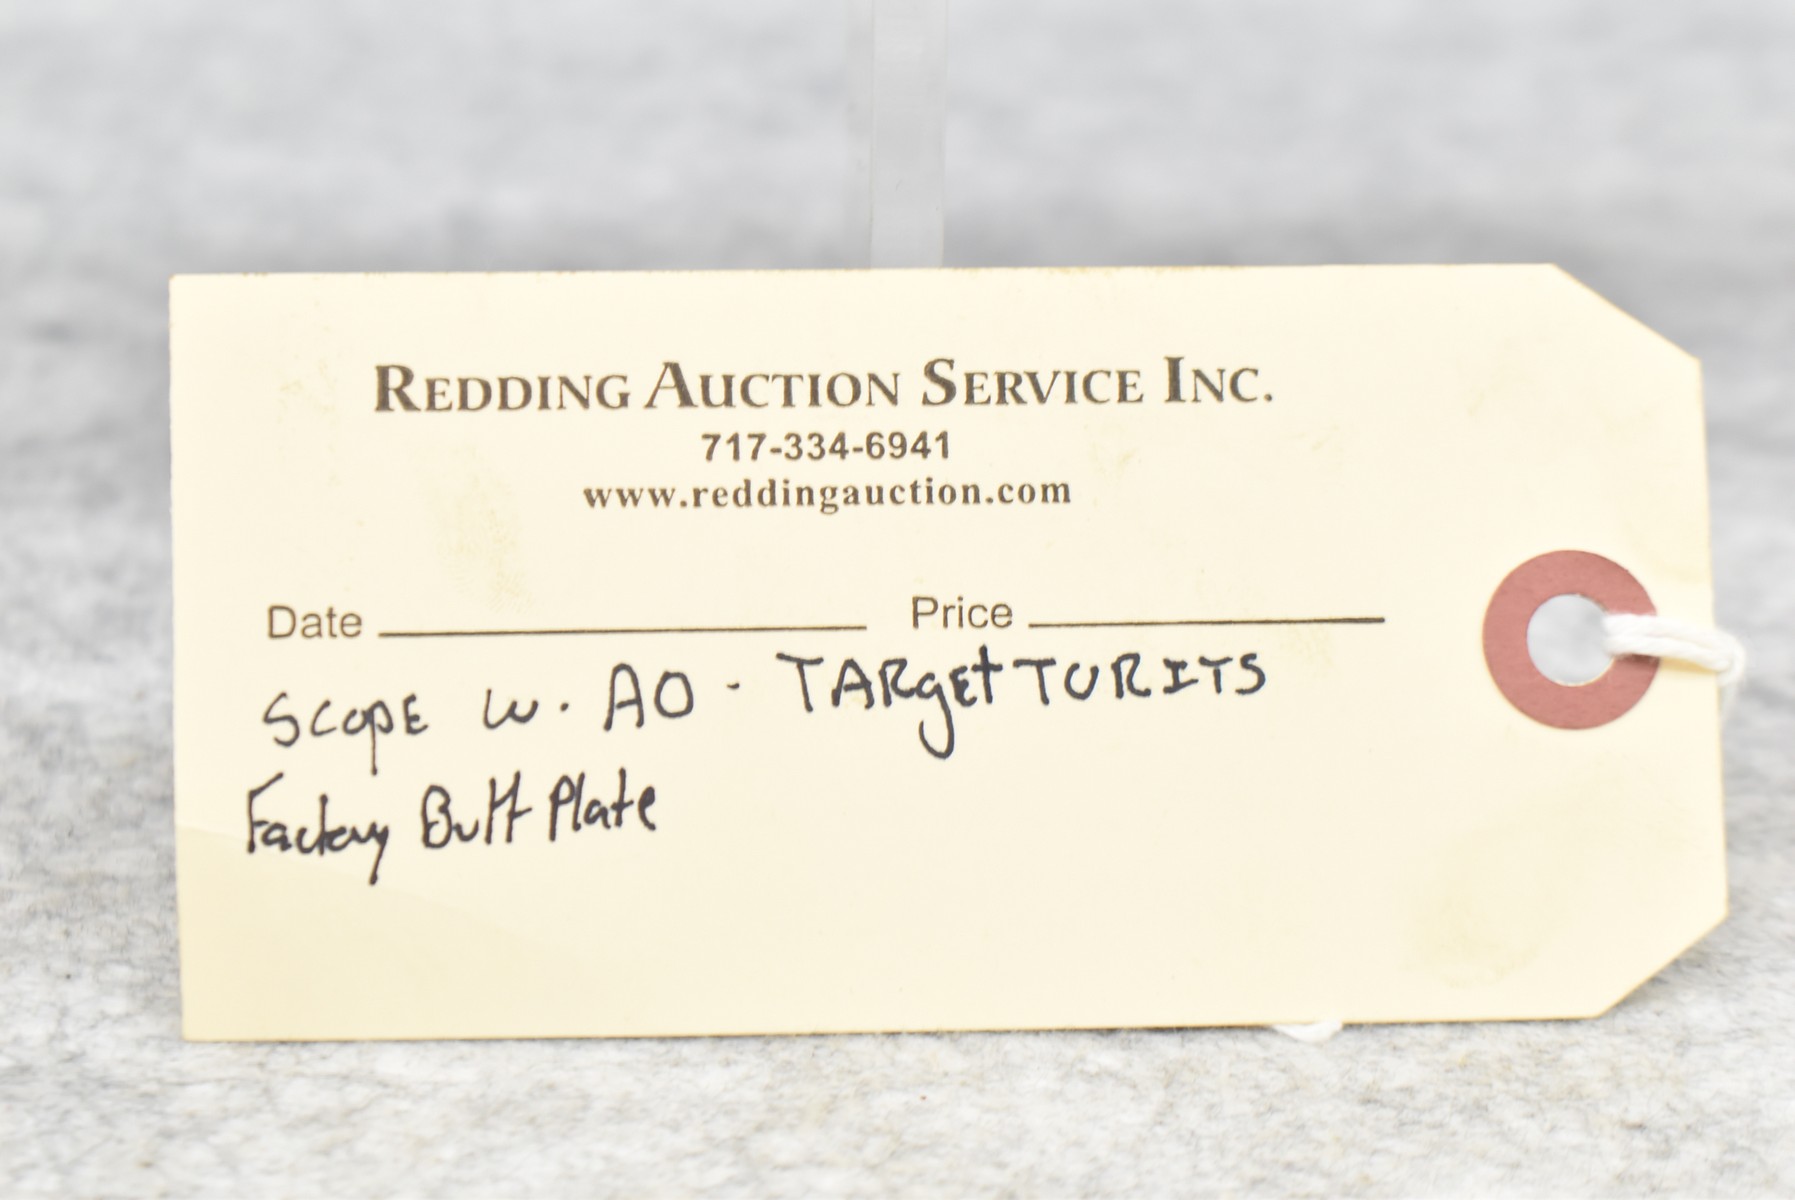 REDDING AUCTION SERVICE INC.
717-334-6941
www.reddingauction.com
Date Price
Scope w. AO - TARgEt TURITS
Factory Butt Plate